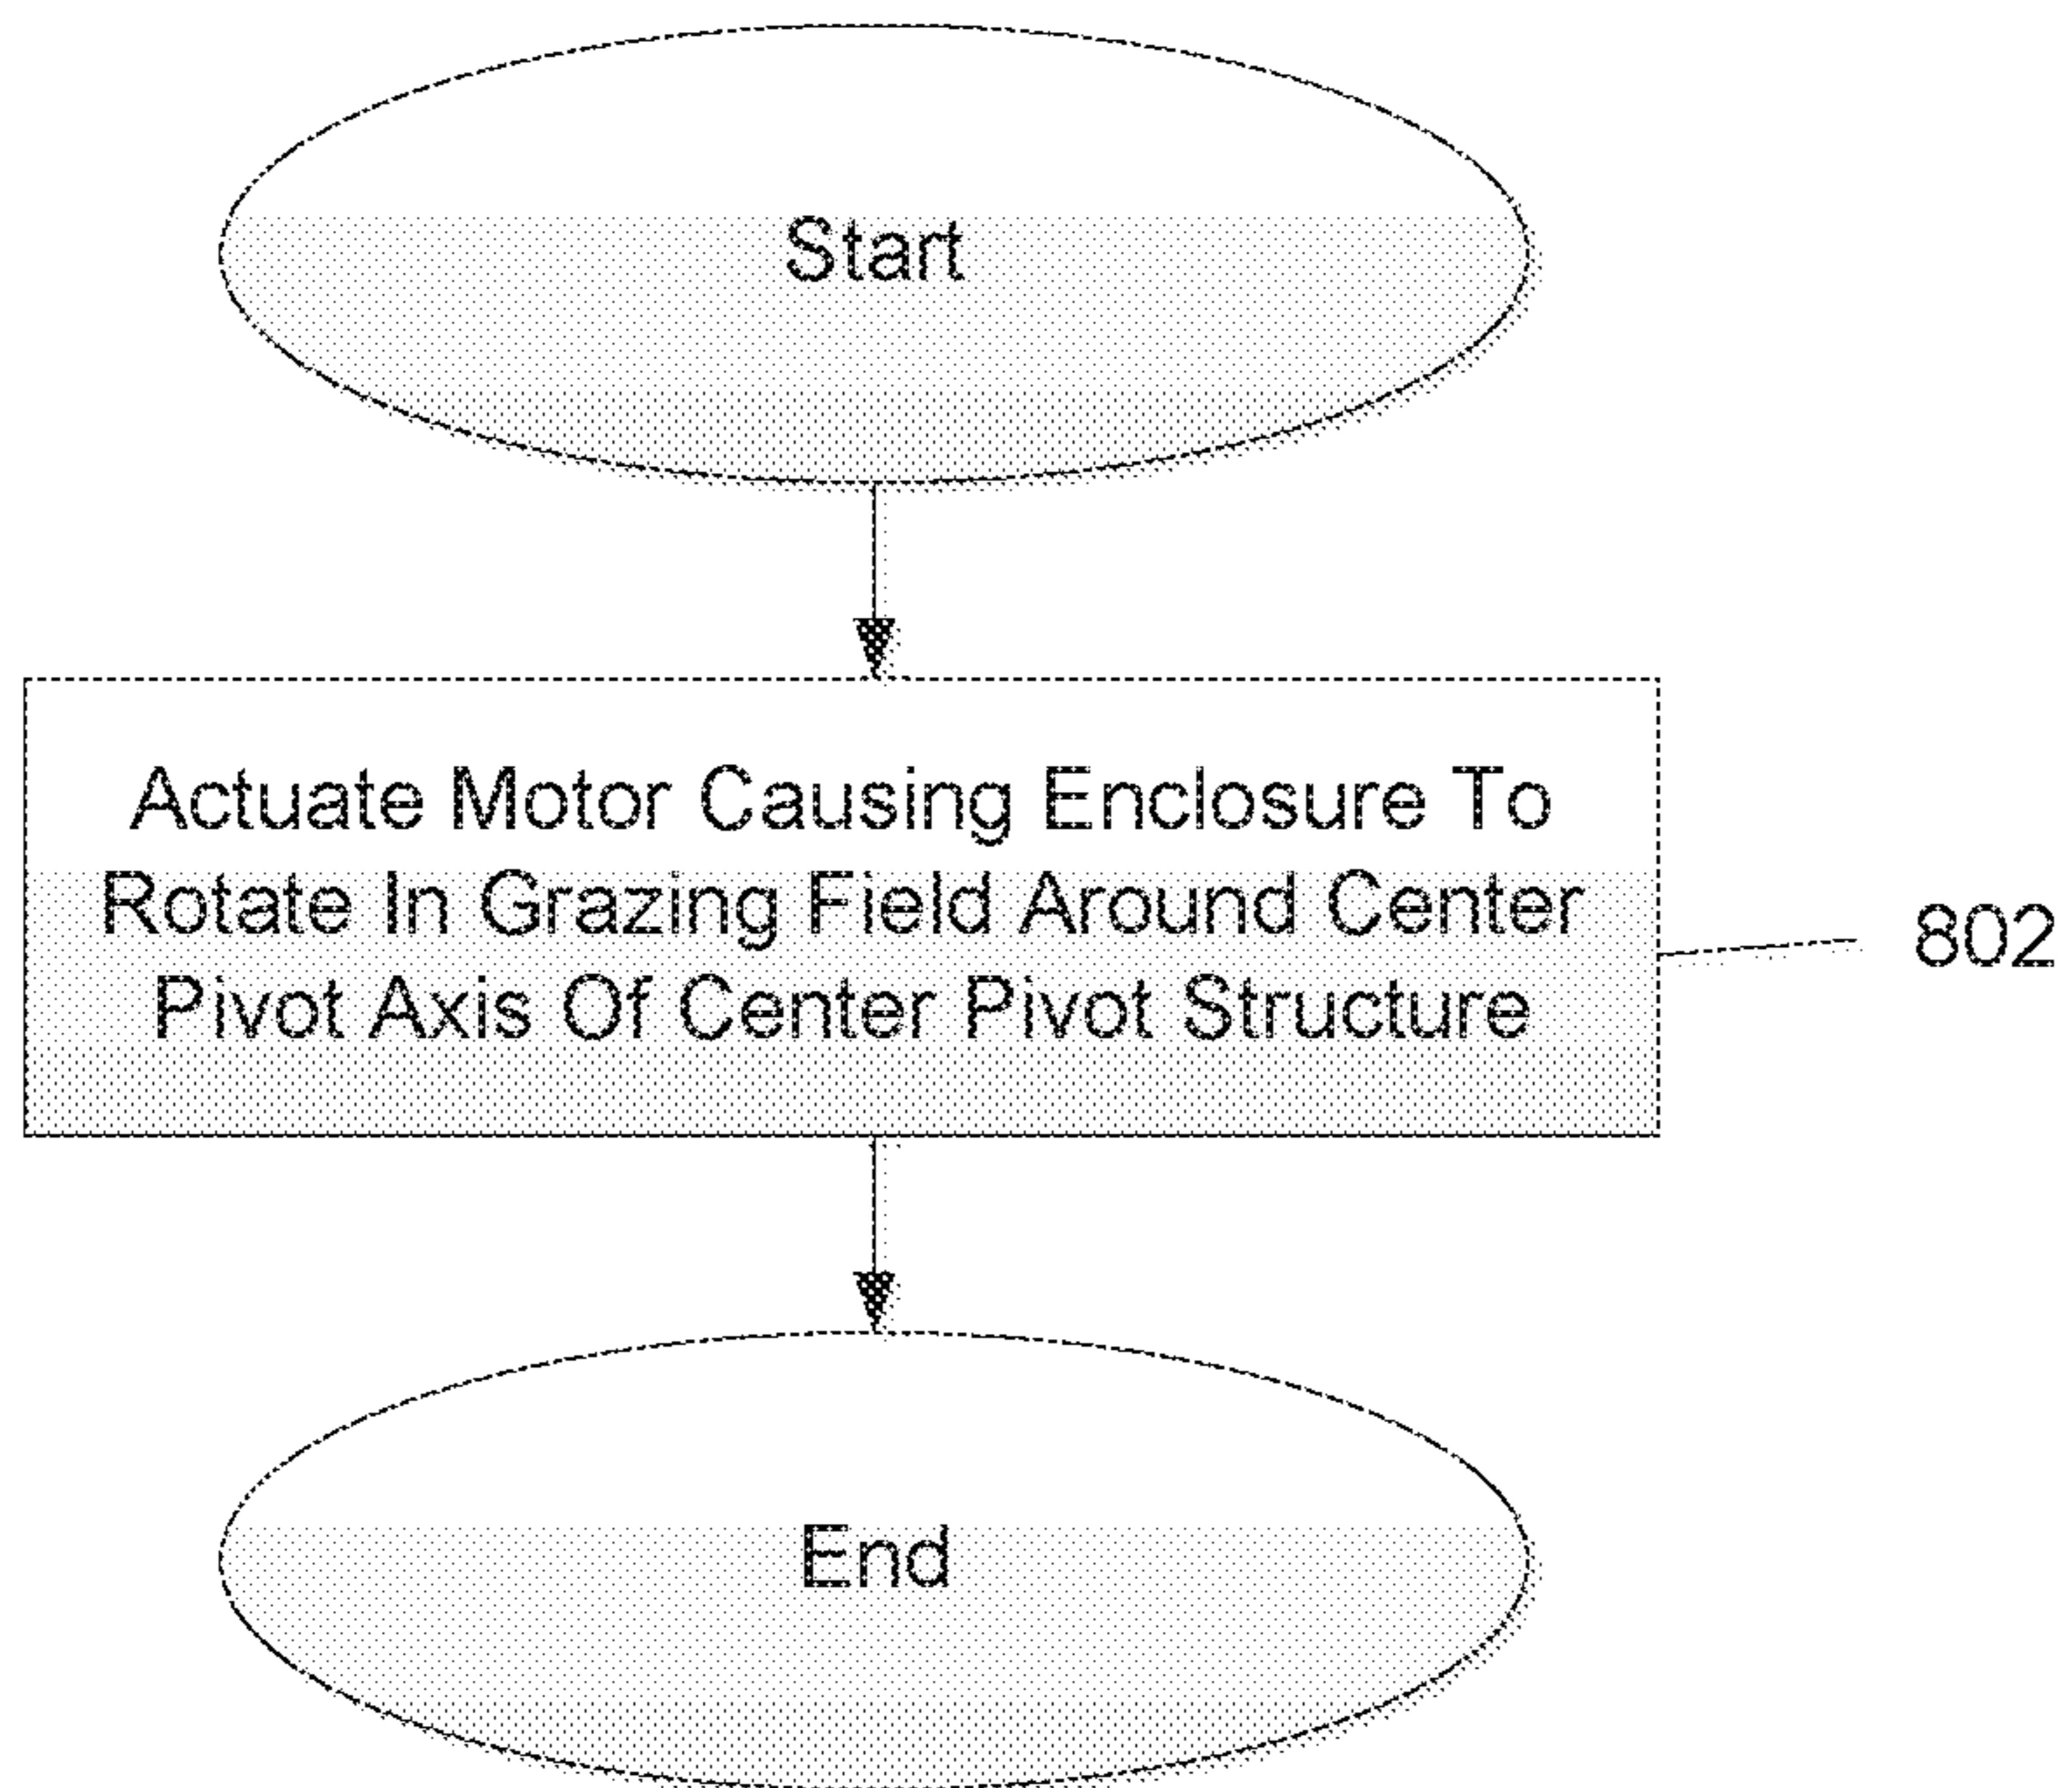 Start
Actuate Motor Causing Enclosure To
Rotate In Grazing Field Around Center
Pivot Axis Of Center Pivot Structure
802
End